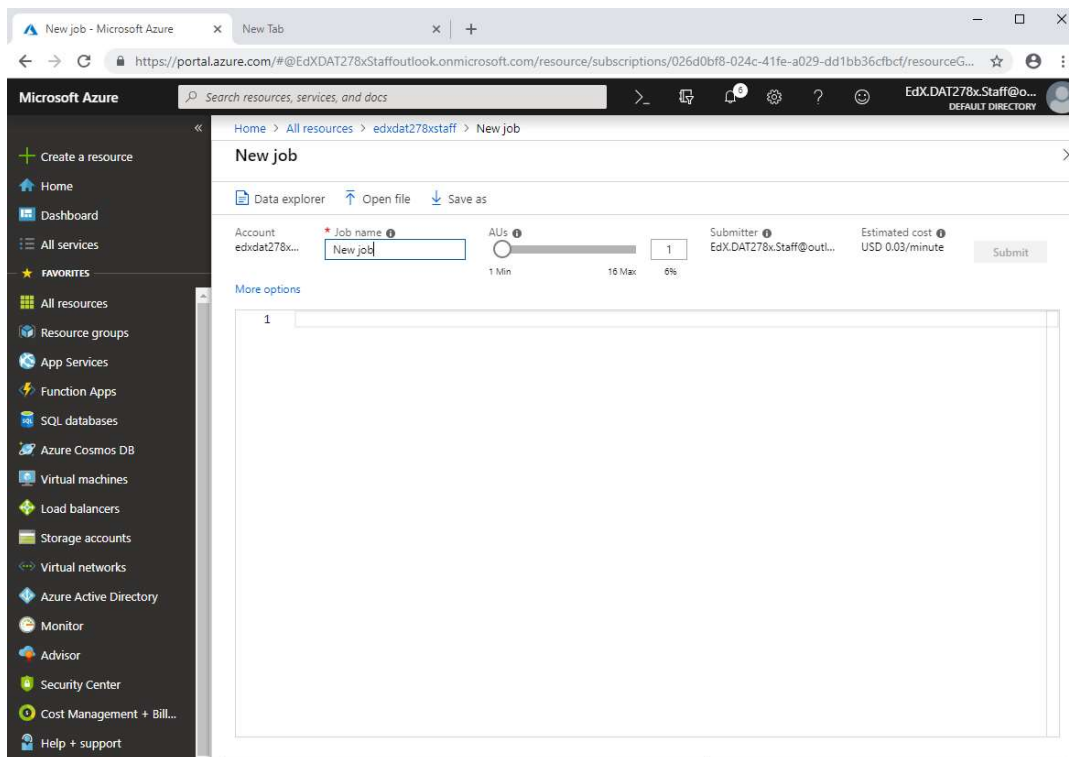 New job - Microsoft Azure
New Tab
https://portal.azure.com/#@EdXDAT278xStaffoutlook.onmicrosoft.com/resource/subscriptions/026d0bf8-024c-41fe-a029-dd1bb36cfbcf/resourceG...
Microsoft Azure
Search resources, services, and docs
6
EdX.DAT278x.Staff@o...
DEFAULT DIRECTORY
Create a resource
Home
Dashboard
All services
FAVORITES
All resources
Resource groups
App Services
Function Apps
SQL databases
Azure Cosmos DB
Virtual machines
Load balancers
Storage accounts
Virtual networks
Azure Active Directory
Monitor
Advisor
Security Center
Cost Management + Bill...
Help + support
Home > All resources > edxdat278xstaff > New job
New job
Data explorer Open file Save as
Account * Job name AUs Submitter Estimated cost
edxdat278x... New job 1 EdX.DAT278x.Staff@outl... USD 0.03/minute Submit
1 Min 16 Max 6%
More options
1